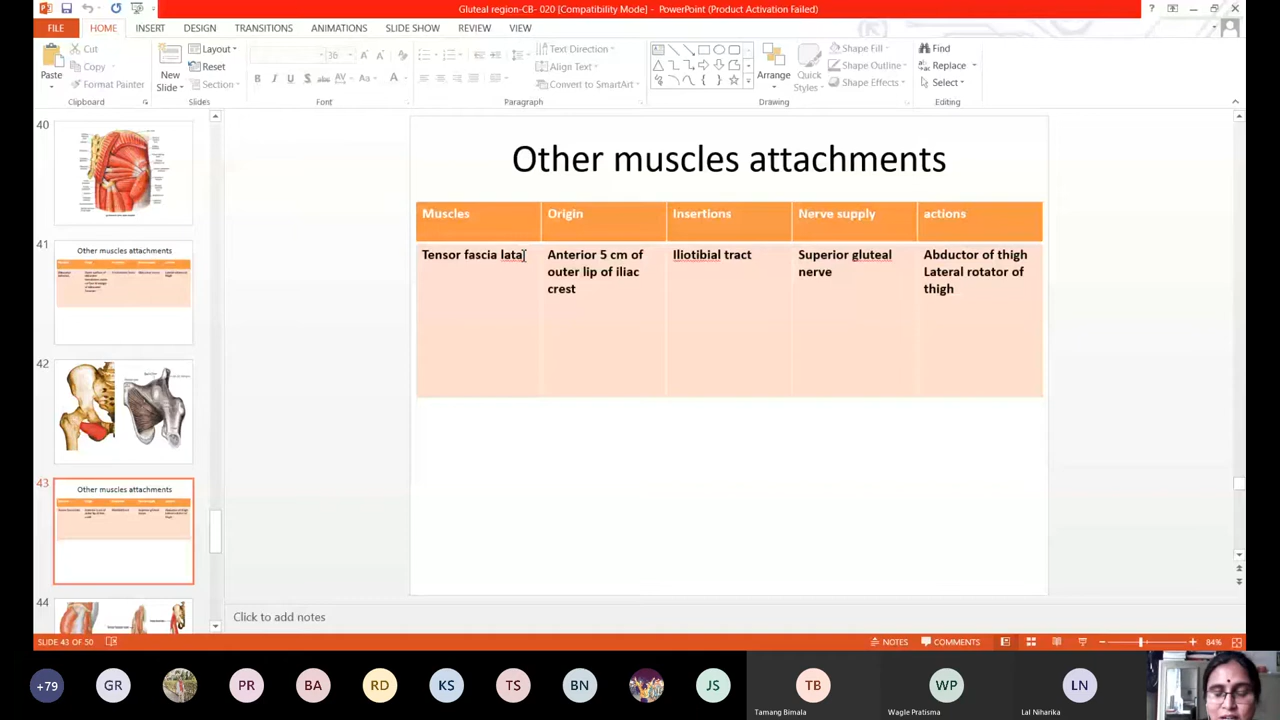 Gluteal region-CB- 020 [Compatibility Mode] - PowerPoint (Product Activation Failed)
FILE HOME INSERT DESIGN TRANSITIONS ANIMATIONS SLIDE SHOW REVIEW VIEW
Paste
Cut
Copy
Format Painter
Clipboard
New
Slide
Layout
Reset
Section
Slides
36
Font
Text Direction
Align Text
Convert to SmartArt
Paragraph
Arrange
Quick
Styles
Shape Fill
Shape Outline
Shape Effects
Drawing
Find
Replace
Select
Editing
40
41
Other muscles attachments
42
43
Other muscles attachments
44
Other muscles attachments
Muscles Origin Insertions Nerve supply actions
Tensor fascia lata
Anterior 5 cm of
outer lip of iliac
crest
Iliotibial tract
Superior gluteal
nerve
Abductor of thigh
Lateral rotator of
thigh
Click to add notes
SLIDE 43 OF 50 NOTES COMMENTS 84%
+79 GR PR BA RD KS TS BN JS TB WP LN
Tamang Bimala Wagle Pratisma Lal Niharika